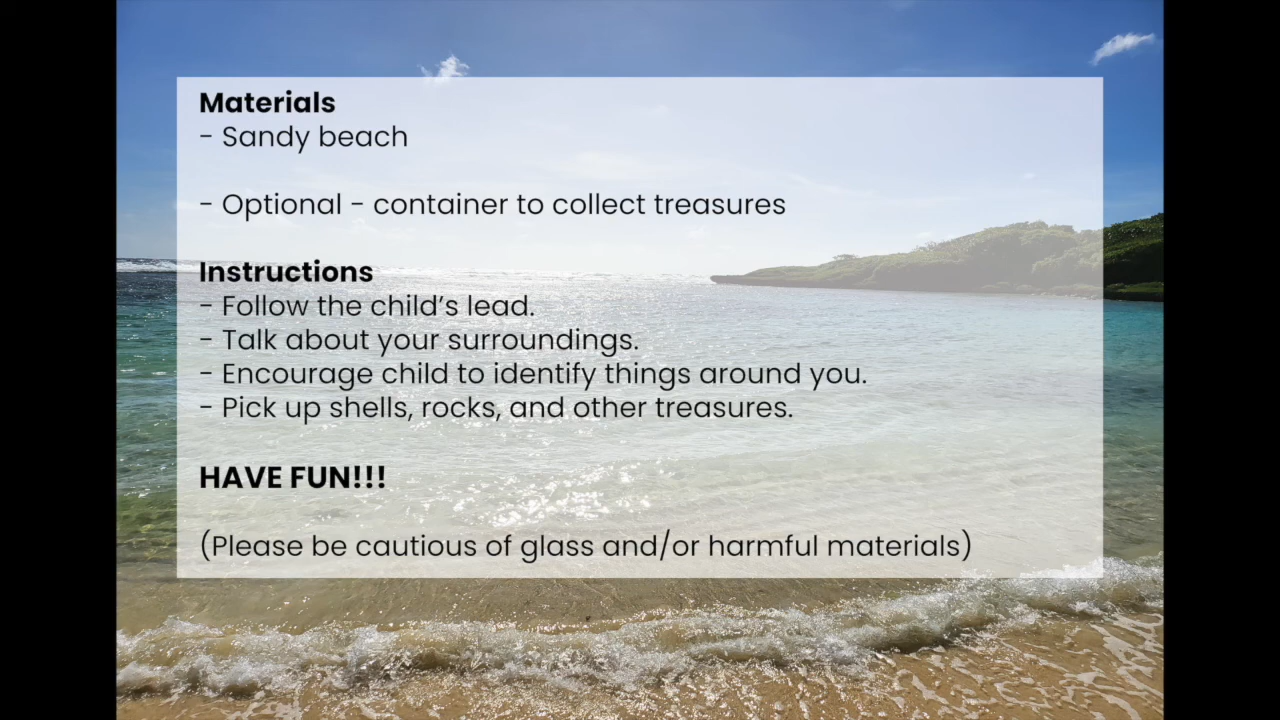 Materials
- Sandy beach
- Optional - container to collect treasures
Instructions
- Follow the child’s lead.
- Talk about your surroundings.
- Encourage child to identify things around you.
- Pick up shells, rocks, and other treasures.
HAVE FUN!!!
(Please be cautious of glass and/or harmful materials)